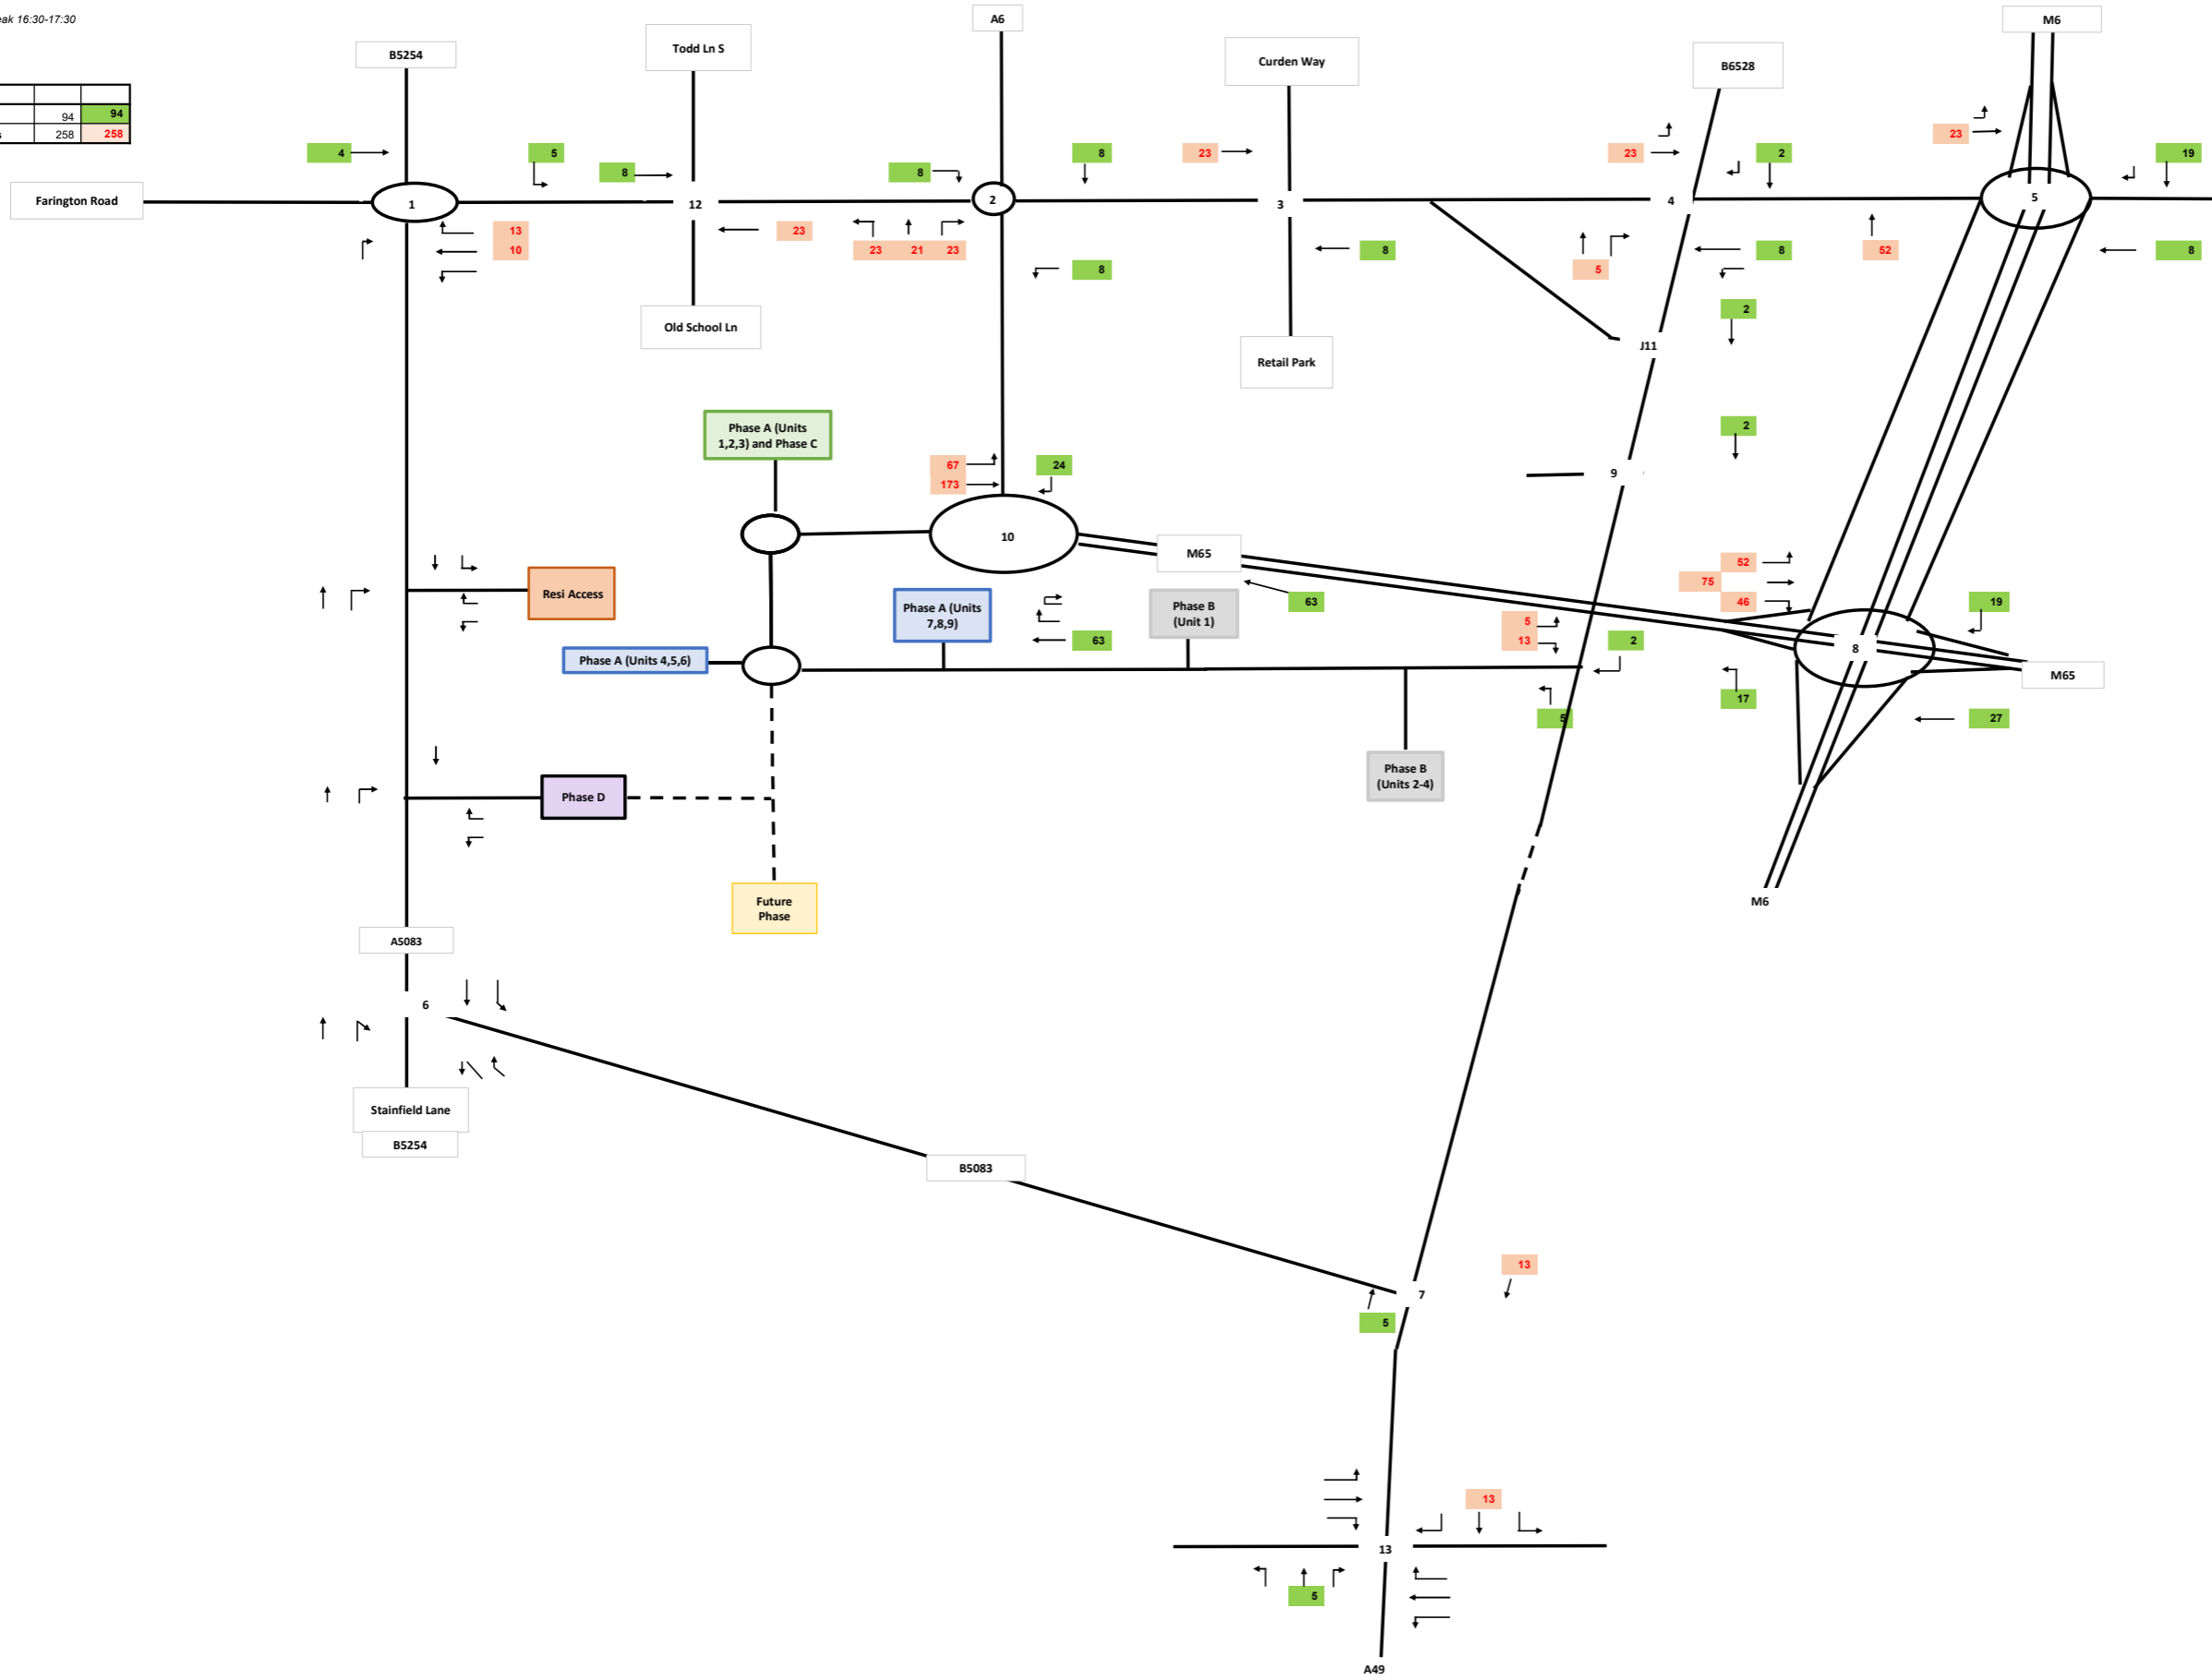 eak 16:30-17:30
94 94
s 258 258
B5254
Todd Ln S
A6
Curden Way
B6528
M6
4
5
8
8
8
23
23
2
23
19
Farington Road
1
12
2
3
4
5
13
10
23
23 21 23
8
8
5
8
52
8
Old School Ln
Retail Park
2
J11
Phase A (Units
1,2,3) and Phase C
2
67
173
24
9
10
M65
Resi Access
Phase A (Units
7,8,9)
63
63
Phase B
(Unit 1)
52
75
46
19
5
13
2
8
Phase A (Units 4,5,6)
M65
17
5
27
Phase B
(Units 2-4)
Phase D
Future
Phase
M6
A5083
6
Stainfield Lane
B5254
B5083
13
7
5
13
13
5
A49